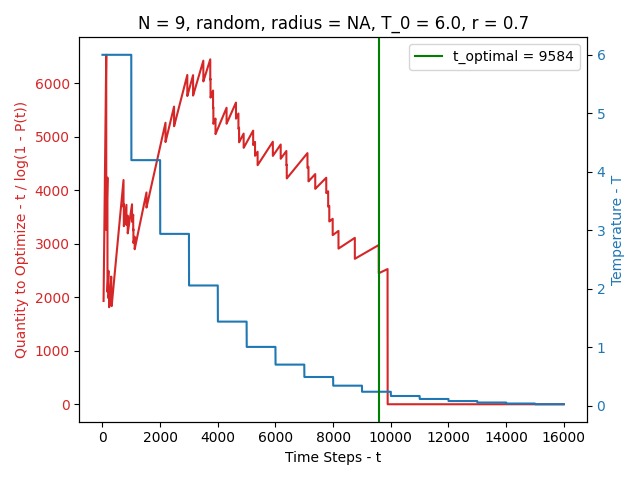 N = 9, random, radius = NA, T_0 = 6.0, r = 0.7
t_optimal = 9584
Quantity to Optimize - t / log(1 - P(t))
6000
5000
4000
3000
2000
1000
0
6
5
4
3
2
1
0
Temperature - T
0 2000 4000 6000 8000 10000 12000 14000 16000
Time Steps - t